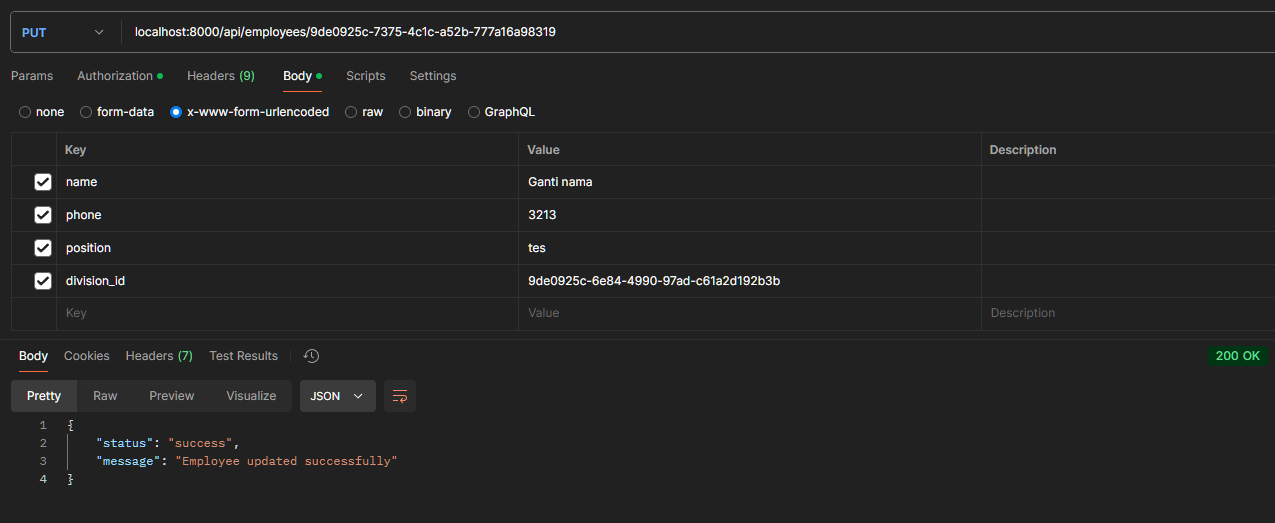 PUT localhost:8000/api/employees/9de0925c-7375-4c1c-a52b-777a16a98319
Params Authorization Headers (9) Body Scripts Settings
none form-data x-www-form-urlencoded raw binary GraphQL
Key Value Description
name Ganti nama
phone 3213
position tes
division_id 9de0925c-6e84-4990-97ad-c61a2d192b3b
Key Value Description
Body Cookies Headers (7) Test Results 200 OK
Pretty Raw Preview Visualize JSON
1 {
2 "status": "success",
3 "message": "Employee updated successfully"
4 }